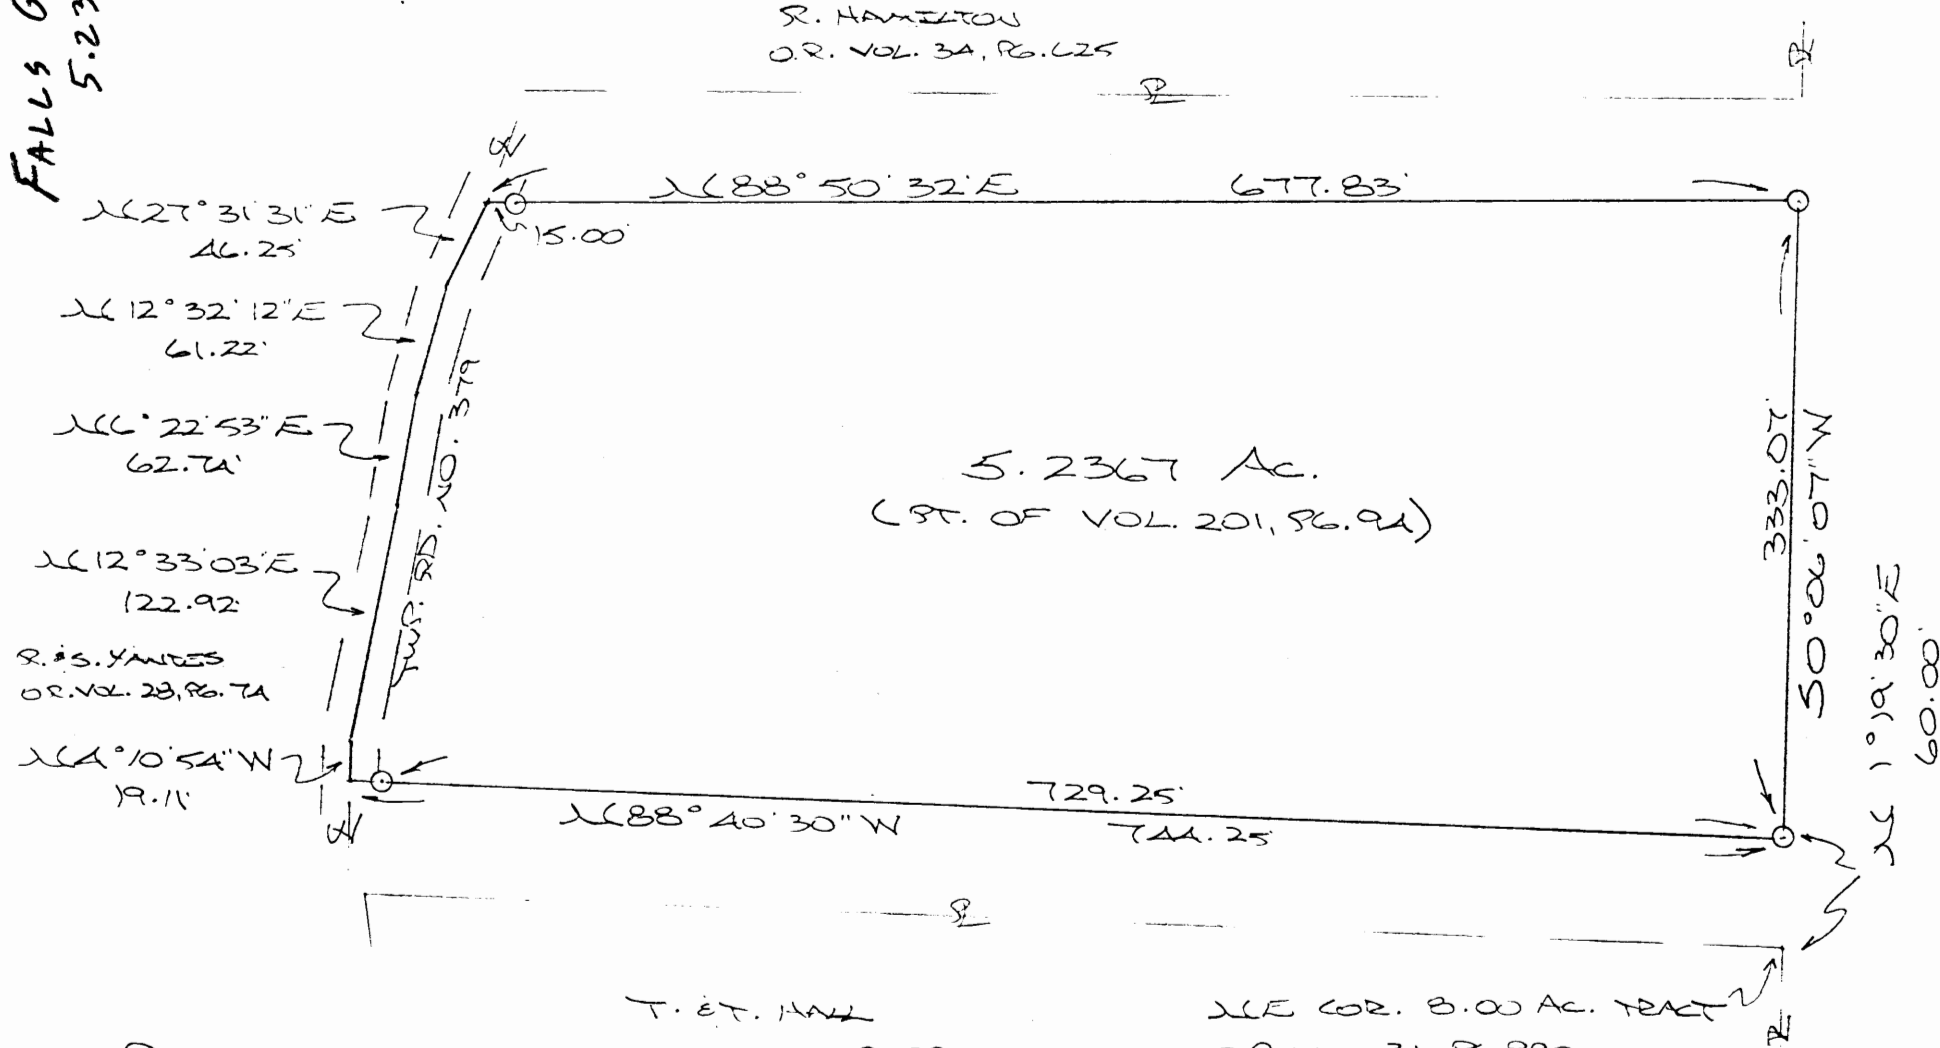 FALLS G
5.23
R. HAMILTON
O.R. VOL. 34, PG. 625
N 88° 50' 32" E 677.83'
N 27° 31' 31" E
46.25'
15.00'
N 12° 32' 12" E
61.22'
N 6° 22' 53" E
62.74'
N 12° 33' 03" E
122.92'
TWP. RD. NO. 379
R. & S. YANTES
O.R. VOL. 28, PG. 74
N 4° 10' 54" W
19.11'
5.2367 AC.
(PT. OF VOL. 201, PG. 94)
333.07'
S 0° 06' 07" W
N 1° 19' 30" E
60.00'
729.25'
N 88° 40' 30" W
744.25'
T. & T. HALL
NE COR. 8.00 AC. TRACT